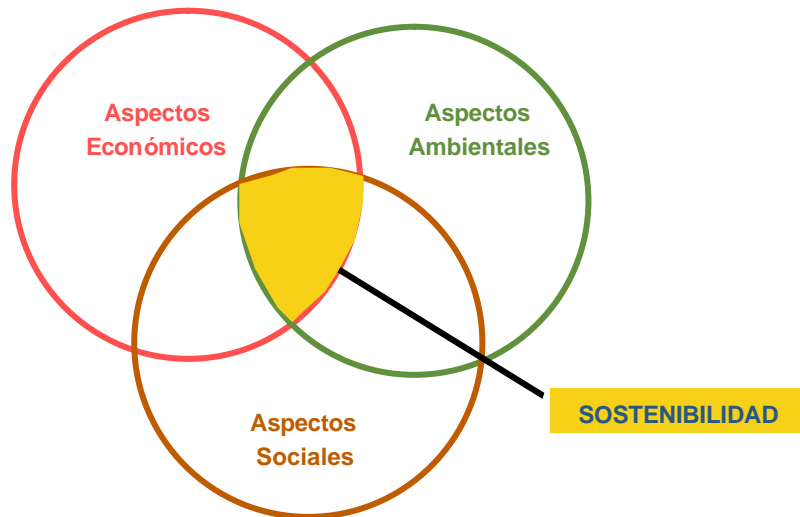 Aspectos
Económicos
Aspectos
Ambientales
Aspectos
Sociales
SOSTENIBILIDAD